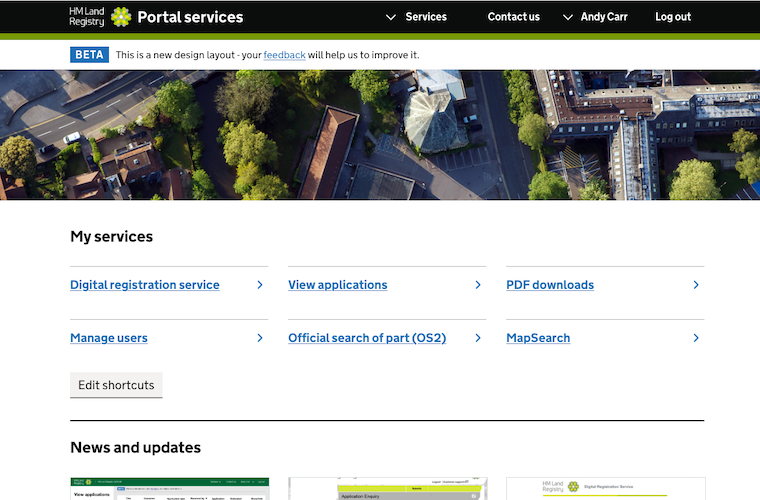 HM Land
Registry
Portal services
Services
Contact us
Andy Carr
Log out
BETA
This is a new design layout - your feedback will help us to improve it.
My services
Digital registration service
View applications
PDF downloads
Manage users
Official search of part (OS2)
MapSearch
Edit shortcuts
News and updates
View applications
Application Enquiry
HM Land
Registry
Digital Registration Service